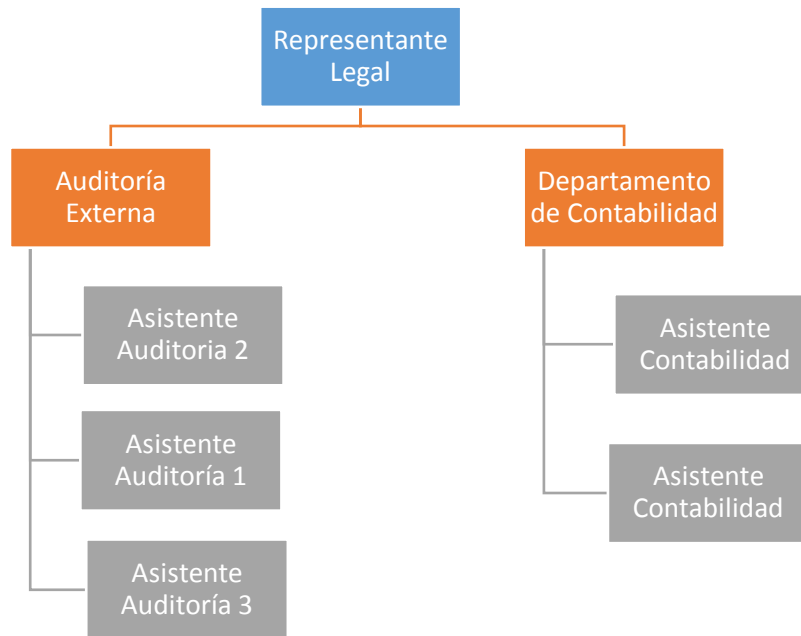 Representante
Legal
Auditoría
Externa
Departamento
de Contabilidad
Asistente
Auditoria 2
Asistente
Auditoría 1
Asistente
Auditoría 3
Asistente
Contabilidad
Asistente
Contabilidad